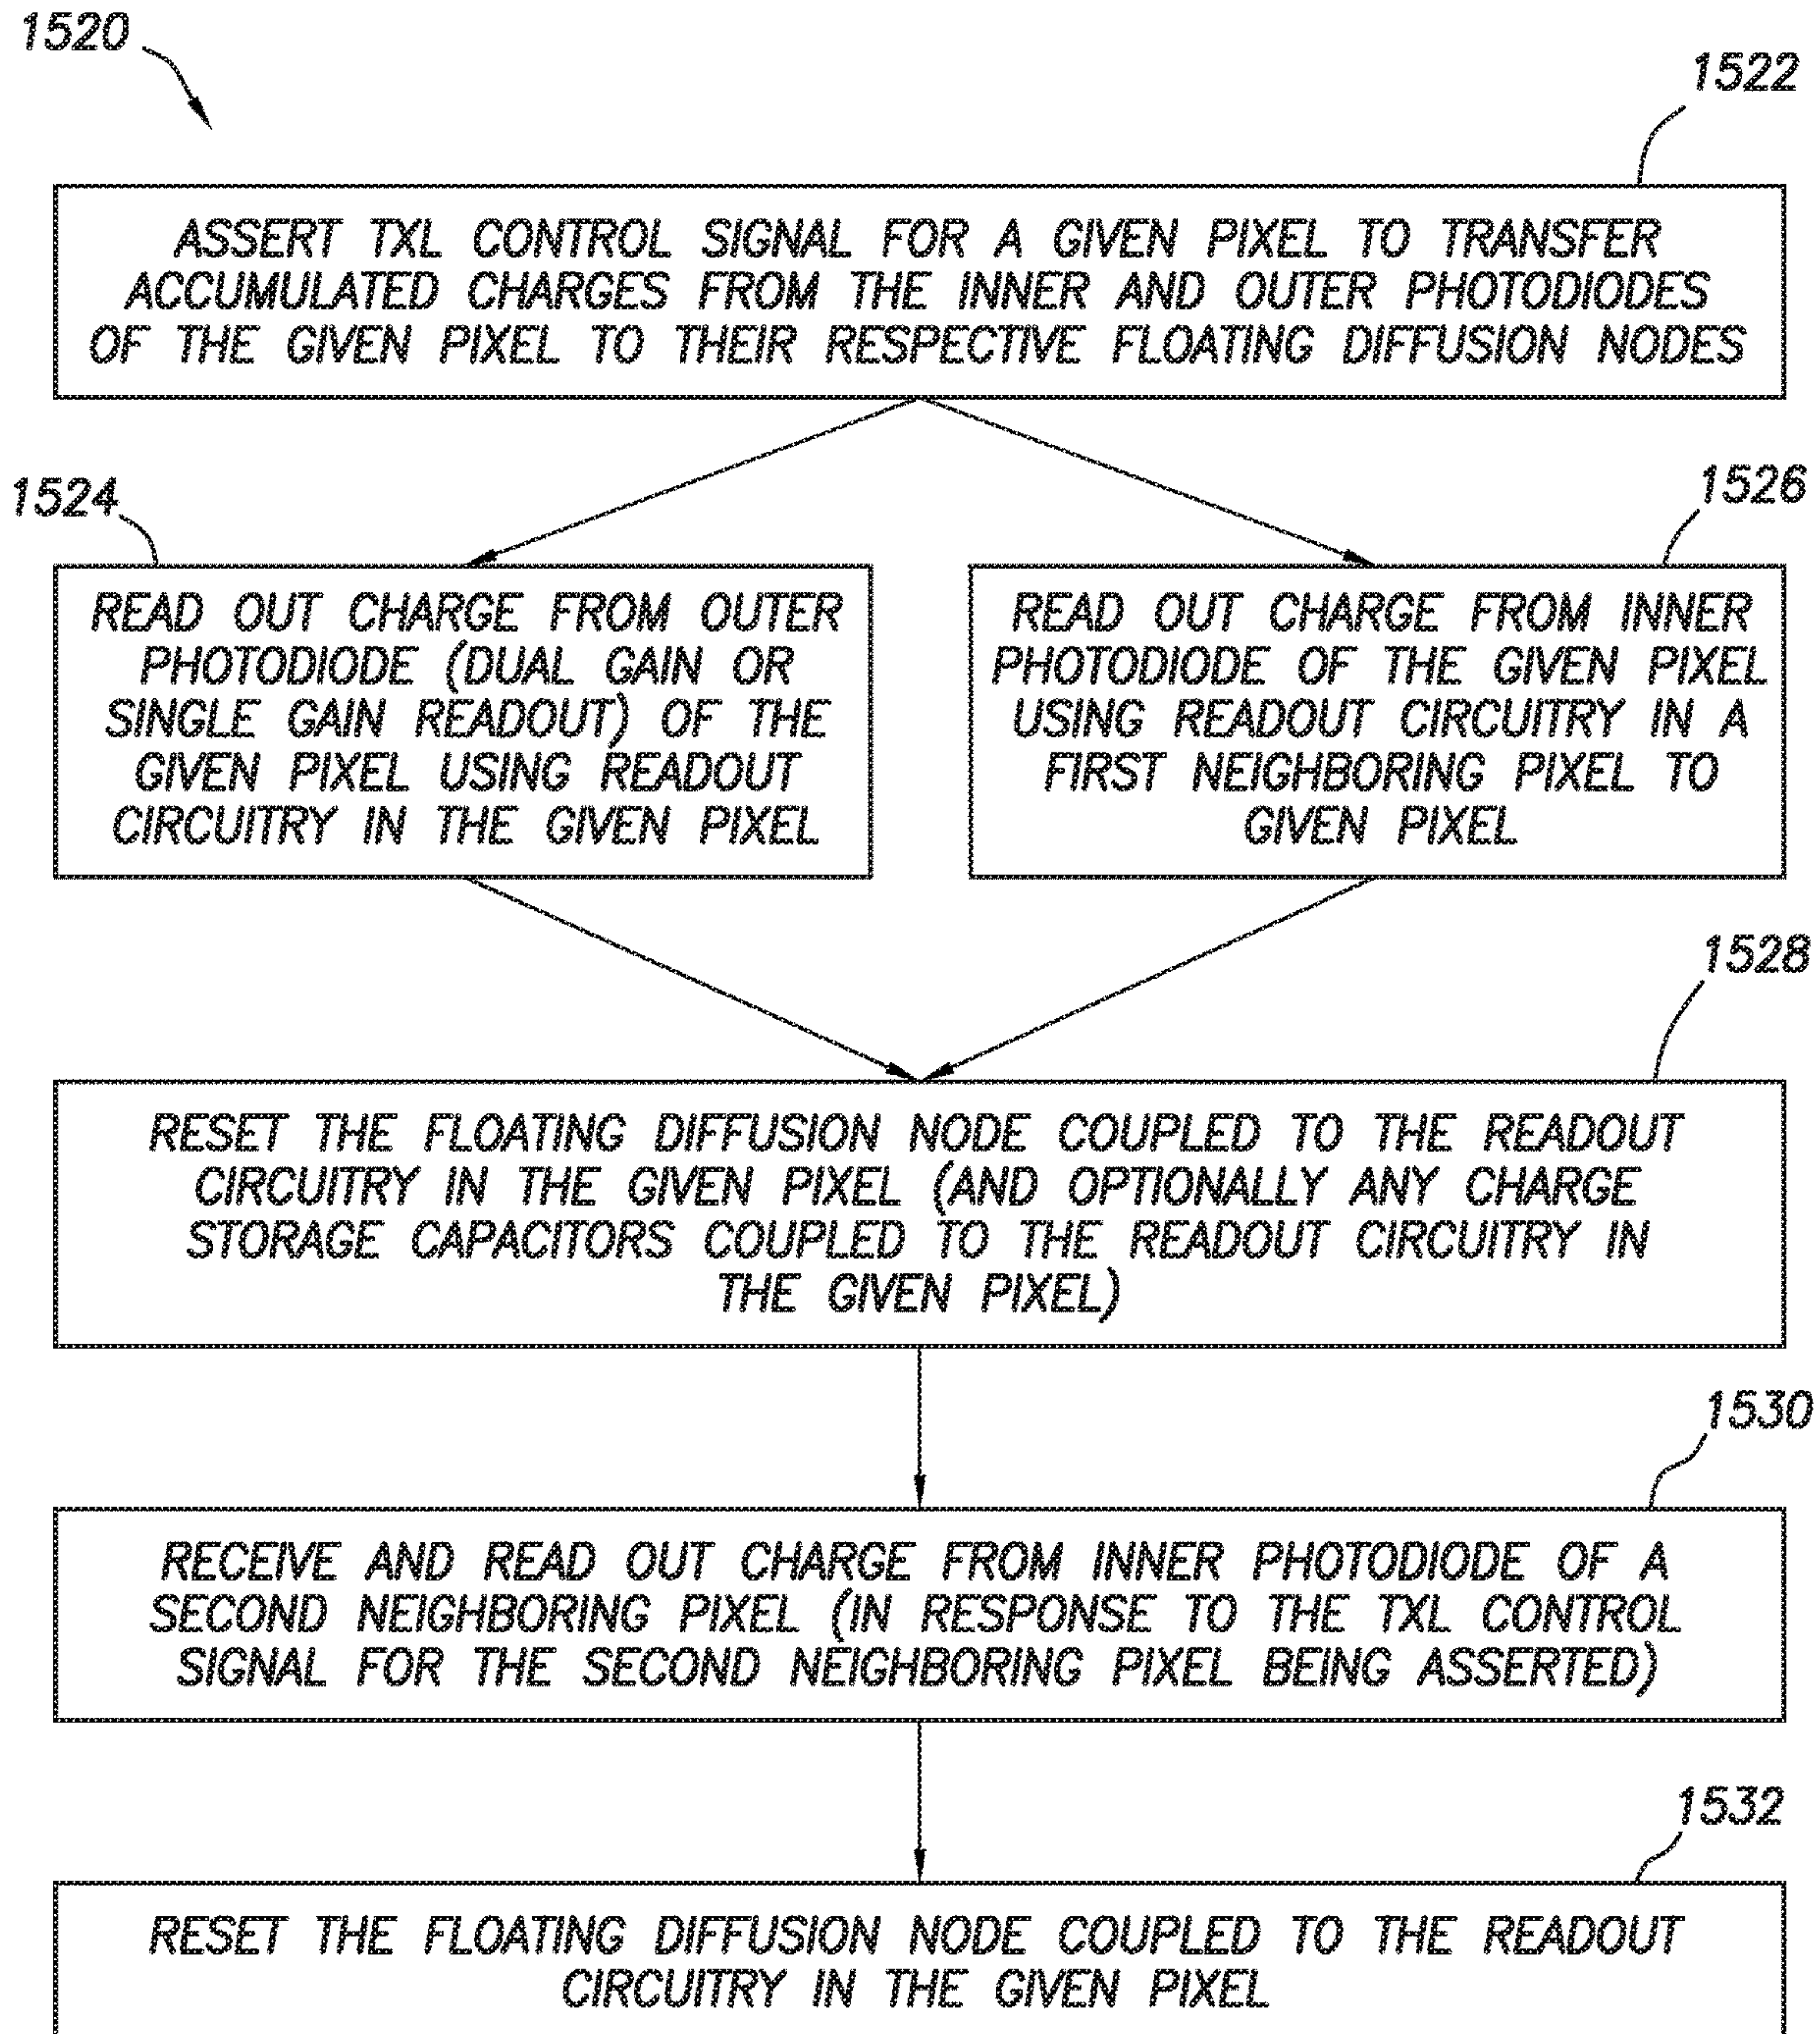 1520
1522
ASSERT TXL CONTROL SIGNAL FOR A GIVEN PIXEL TO TRANSFER
ACCUMULATED CHARGES FROM THE INNER AND OUTER PHOTODIODES
OF THE GIVEN PIXEL TO THEIR RESPECTIVE FLOATING DIFFUSION NODES
1524
READ OUT CHARGE FROM OUTER
PHOTODIODE (DUAL GAIN OR
SINGLE GAIN READOUT) OF THE
GIVEN PIXEL USING READOUT
CIRCUITRY IN THE GIVEN PIXEL
1526
READ OUT CHARGE FROM INNER
PHOTODIODE OF THE GIVEN PIXEL
USING READOUT CIRCUITRY IN A
FIRST NEIGHBORING PIXEL TO
GIVEN PIXEL
1528
RESET THE FLOATING DIFFUSION NODE COUPLED TO THE READOUT
CIRCUITRY IN THE GIVEN PIXEL (AND OPTIONALLY ANY CHARGE
STORAGE CAPACITORS COUPLED TO THE READOUT CIRCUITRY IN
THE GIVEN PIXEL)
1530
RECEIVE AND READ OUT CHARGE FROM INNER PHOTODIODE OF A
SECOND NEIGHBORING PIXEL (IN RESPONSE TO THE TXL CONTROL
SIGNAL FOR THE SECOND NEIGHBORING PIXEL BEING ASSERTED)
1532
RESET THE FLOATING DIFFUSION NODE COUPLED TO THE READOUT
CIRCUITRY IN THE GIVEN PIXEL